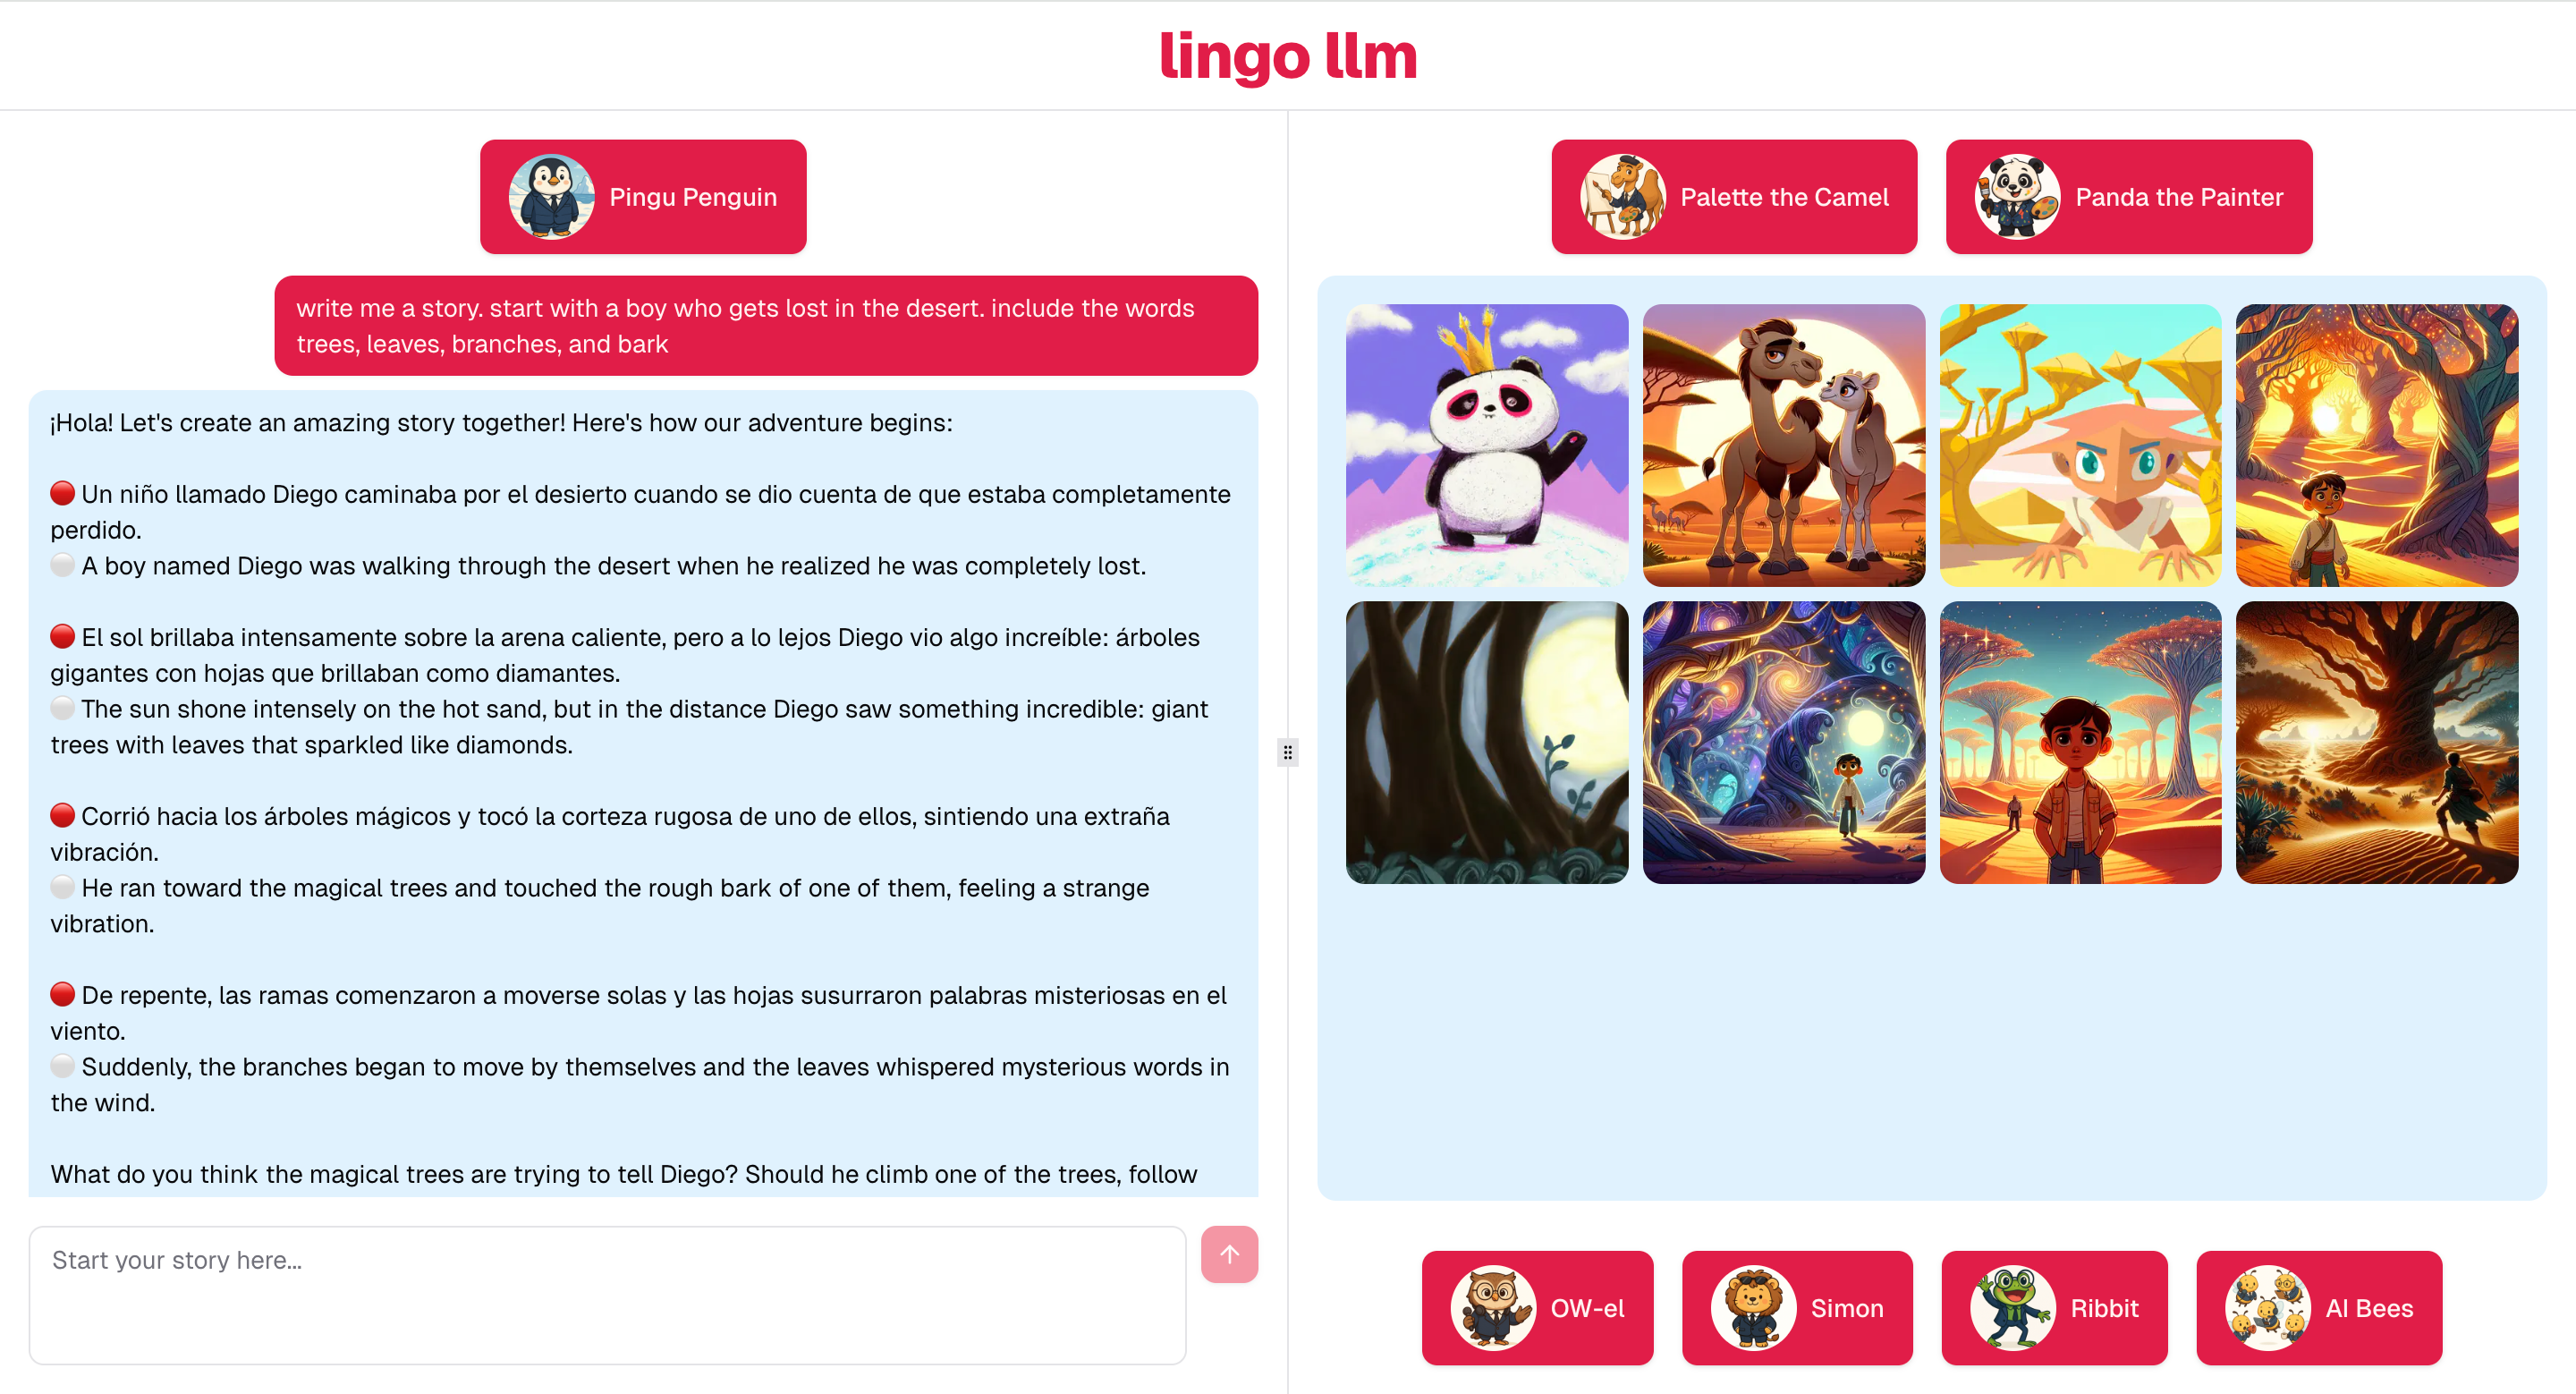 lingo llm
Pingu Penguin
write me a story. start with a boy who gets lost in the desert. include the words
trees, leaves, branches, and bark
¡Hola! Let's create an amazing story together! Here's how our adventure begins:
🔴 Un niño llamado Diego caminaba por el desierto cuando se dio cuenta de que estaba completamente
perdido.
⚪ A boy named Diego was walking through the desert when he realized he was completely lost.
🔴 El sol brillaba intensamente sobre la arena caliente, pero a lo lejos Diego vio algo increíble: árboles
gigantes con hojas que brillaban como diamantes.
⚪ The sun shone intensely on the hot sand, but in the distance Diego saw something incredible: giant
trees with leaves that sparkled like diamonds.
🔴 Corrió hacia los árboles mágicos y tocó la corteza rugosa de uno de ellos, sintiendo una extraña
vibración.
⚪ He ran toward the magical trees and touched the rough bark of one of them, feeling a strange
vibration.
🔴 De repente, las ramas comenzaron a moverse solas y las hojas susurraron palabras misteriosas en el
viento.
⚪ Suddenly, the branches began to move by themselves and the leaves whispered mysterious words in
the wind.
What do you think the magical trees are trying to tell Diego? Should he climb one of the trees, follow
Start your story here...
Palette the Camel
Panda the Painter
OW-el
Simon
Ribbit
AI Bees